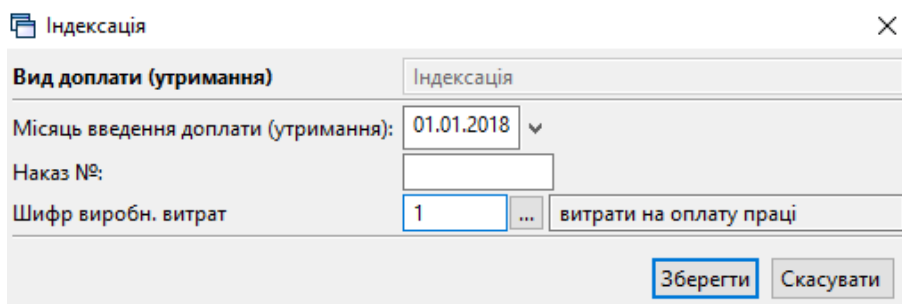 Індексація
Вид доплати (утримання) Індексація
Місяць введення доплати (утримання): 01.01.2018
Наказ №:
Шифр виробн. витрат 1 ... витрати на оплату праці
Зберегти Скасувати